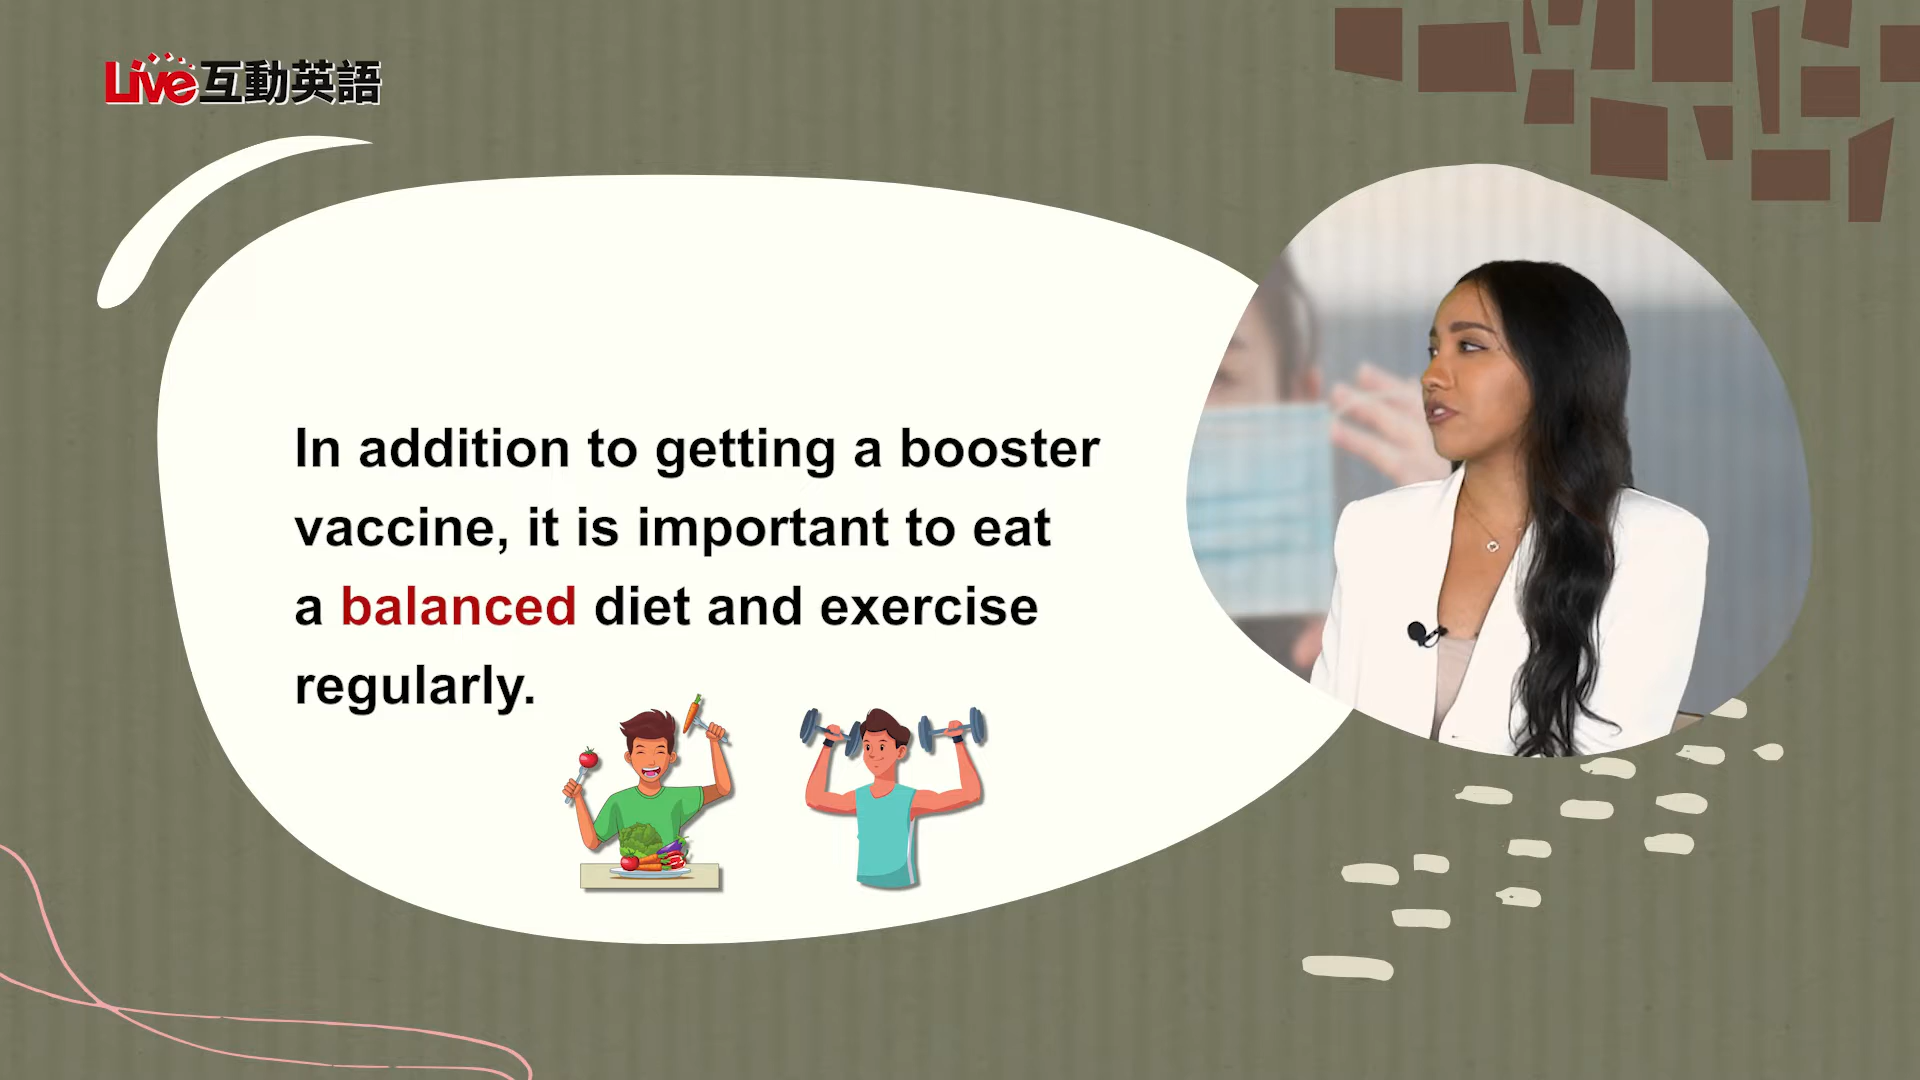 Live互動英語
In addition to getting a booster
vaccine, it is important to eat
a balanced diet and exercise
regularly.